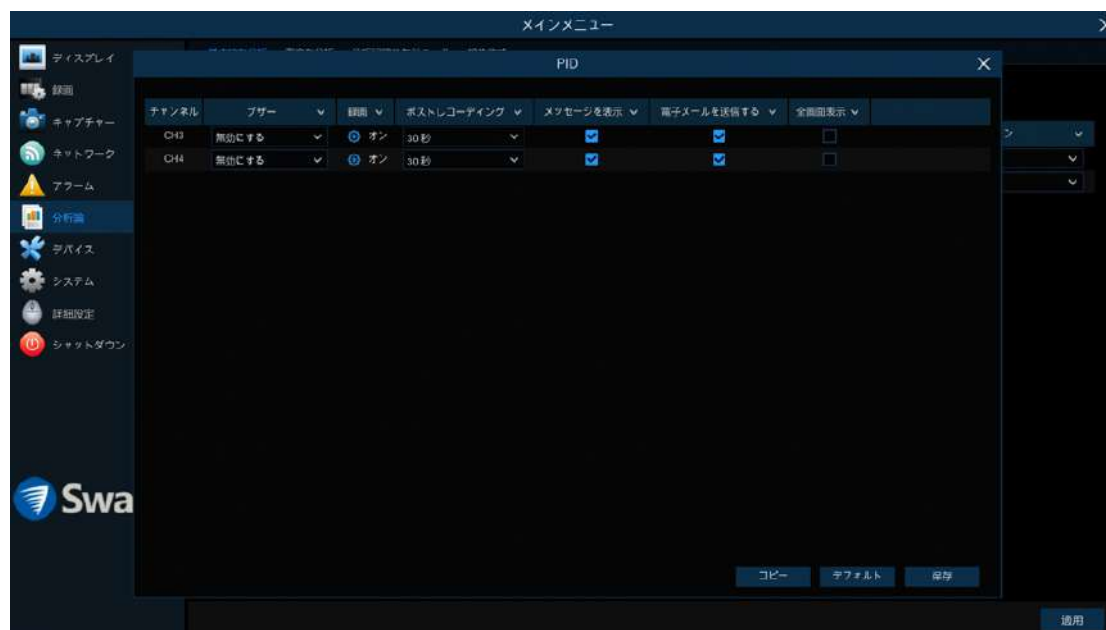 メインメニュー
ディスプレイ
録画
キャプチャー
ネットワーク
アラーム
分析論
デバイス
システム
詳細設定
シャットダウン
Swa
PID
チャンネル ブザー 録画 ポストレコーディング メッセージを表示 電子メールを送信する 全画面表示
CH3 無効にする オン 30 秒
CH4 無効にする オン 30 秒
ン
コピー デフォルト 保存
適用